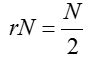 rN = N/2